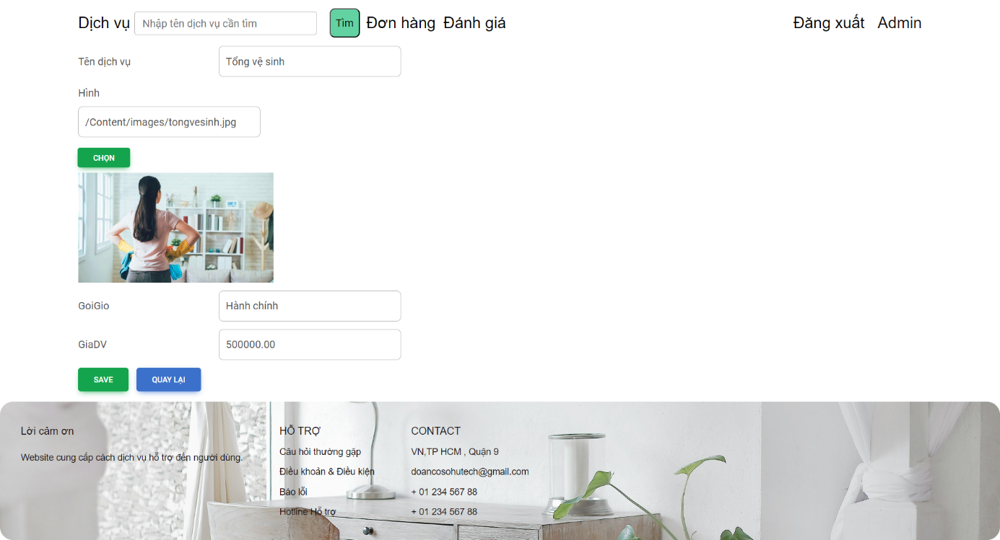 Dịch vụ Nhập tên dịch vụ cần tìm Tìm Đơn hàng Đánh giá Đăng xuất Admin
Tên dịch vụ Tổng vệ sinh
Hình
/Content/images/tongvesinh.jpg
CHỌN
GoiGio Hành chính
GiaDV 500000.00
SAVE QUAY LẠI
Lời cảm ơn HỖ TRỢ CONTACT
Website cung cấp cách dịch vụ hỗ trợ đến người dùng. Câu hỏi thường gặp VN,TP HCM , Quận 9
Điều khoản & Điều kiện doancosohutech@gmail.com
Báo lỗi + 01 234 567 88
Hotline Hỗ trợ + 01 234 567 88